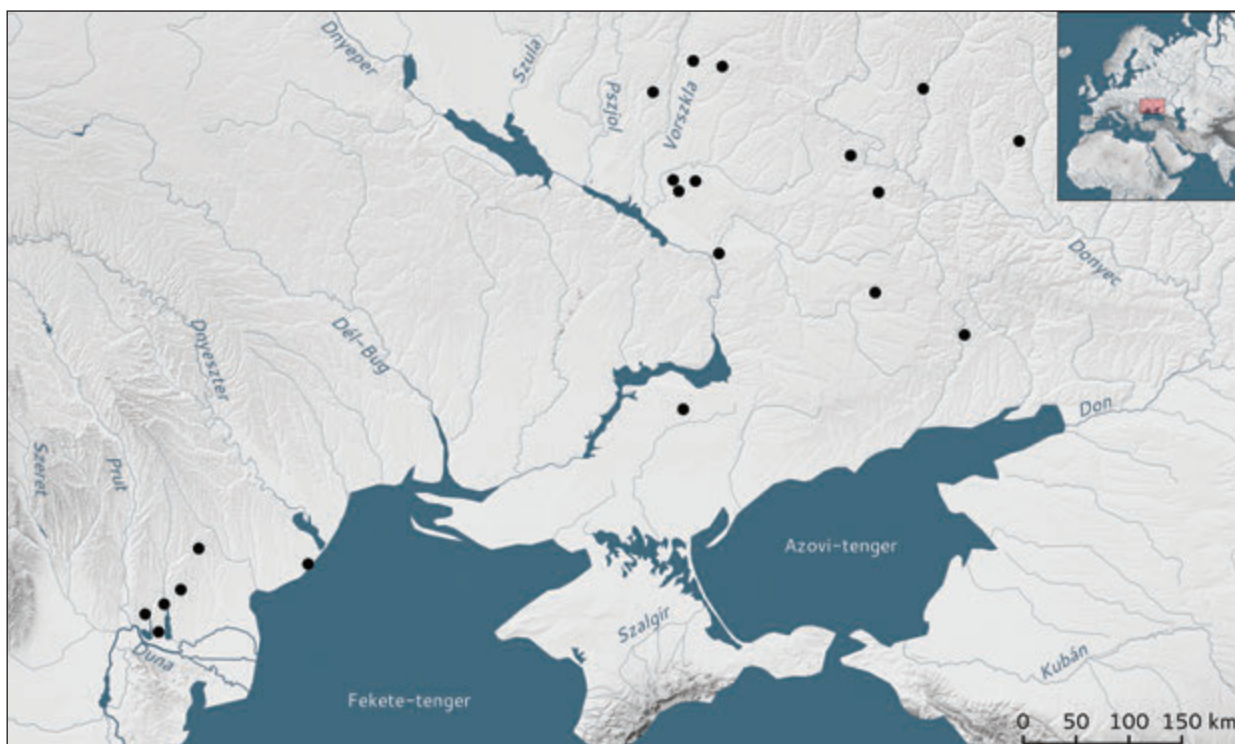 Dnyeper
Szula
Pszjol
Vorszkla
Donyec
Dél-Bug
Dnyeszter
Prut
Szeret
Don
Azovi-tenger
Szalgir
Kubán
Duna
Fekete-tenger
0 50 100 150 km